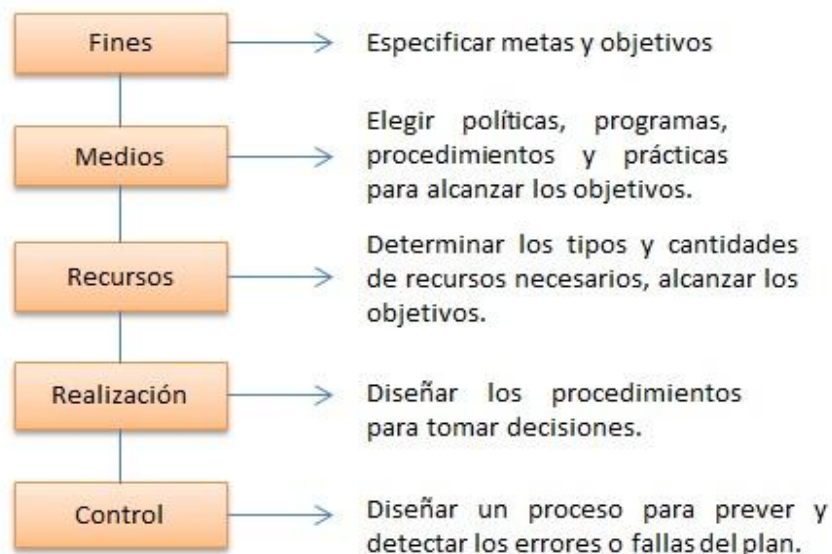 Fines
Especificar metas y objetivos
Medios
Elegir políticas, programas,
procedimientos y prácticas
para alcanzar los objetivos.
Recursos
Determinar los tipos y cantidades
de recursos necesarios, alcanzar los
objetivos.
Realización
Diseñar los procedimientos
para tomar decisiones.
Control
Diseñar un proceso para prever y
detectar los errores o fallas del plan.